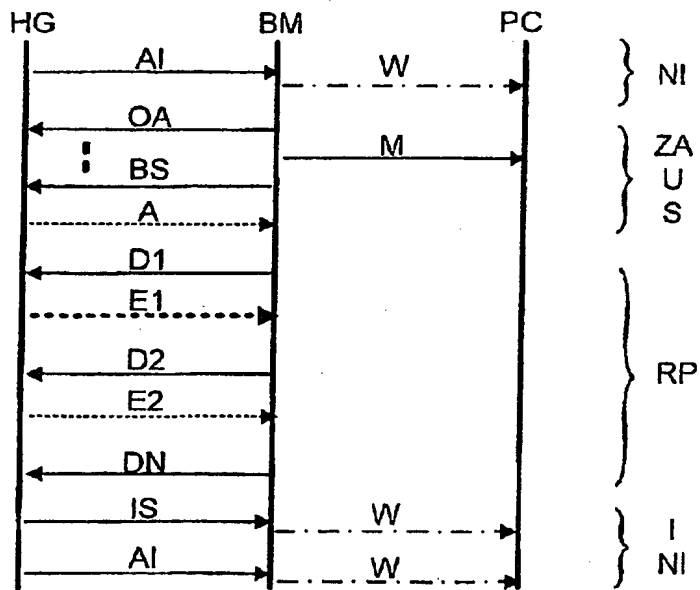 HG BM PC
AI W NI
OA
M ZA
BS U
A S
D1
E1
D2 RP
E2
DN
IS W I
AI W NI